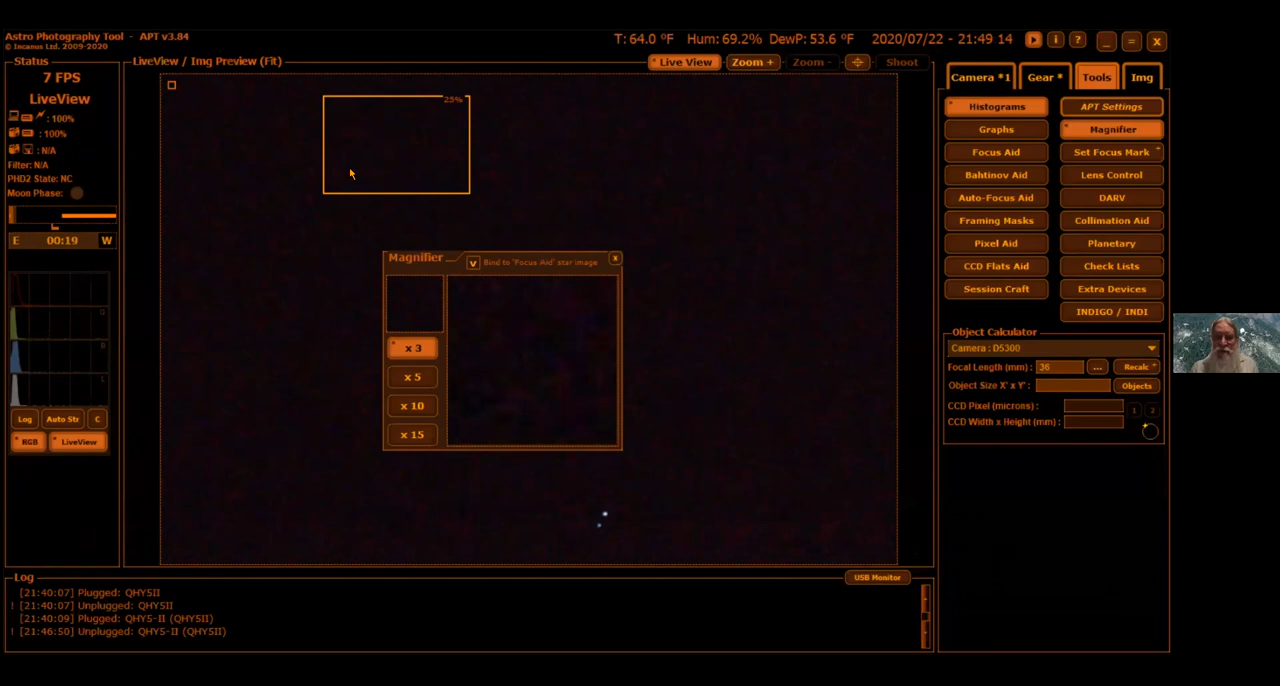 Astro Photography Tool - APT v3.84
© Incanus Ltd. 2009-2020
T: 64.0 ºF Hum: 69.2% DewP: 53.6 ºF 2020/07/22 - 21:49 14
i ? _ = x
Status
7 FPS
LiveView
: 100%
: 100%
: N/A
Filter: N/A
PHD2 State: NC
Moon Phase:
E 00:19 W
G
B
L
Log Auto Str C
RGB LiveView
LiveView / Img Preview (Fit)
Live View Zoom + Zoom - Shoot
25%
Magnifier v Bind to "Focus Aid" star image x
x 3
x 5
x 10
x 15
Camera *1 Gear * Tools Img
Histograms APT Settings
Graphs Magnifier
Focus Aid Set Focus Mark
Bahtinov Aid Lens Control
Auto-Focus Aid DARV
Framing Masks Collimation Aid
Pixel Aid Planetary
CCD Flats Aid Check Lists
Session Craft Extra Devices
INDIGO / INDI
Object Calculator
Camera : D5300
Focal Length (mm) : 36 ... Recalc
Object Size X' x Y' : Objects
CCD Pixel (microns) : 1 2
CCD Width x Height (mm) :
Log USB Monitor
[21:40:07] Plugged: QHY5II
! [21:40:07] Unplugged: QHY5II
[21:40:09] Plugged: QHY5-II (QHY5II)
! [21:46:50] Unplugged: QHY5-II (QHY5II)